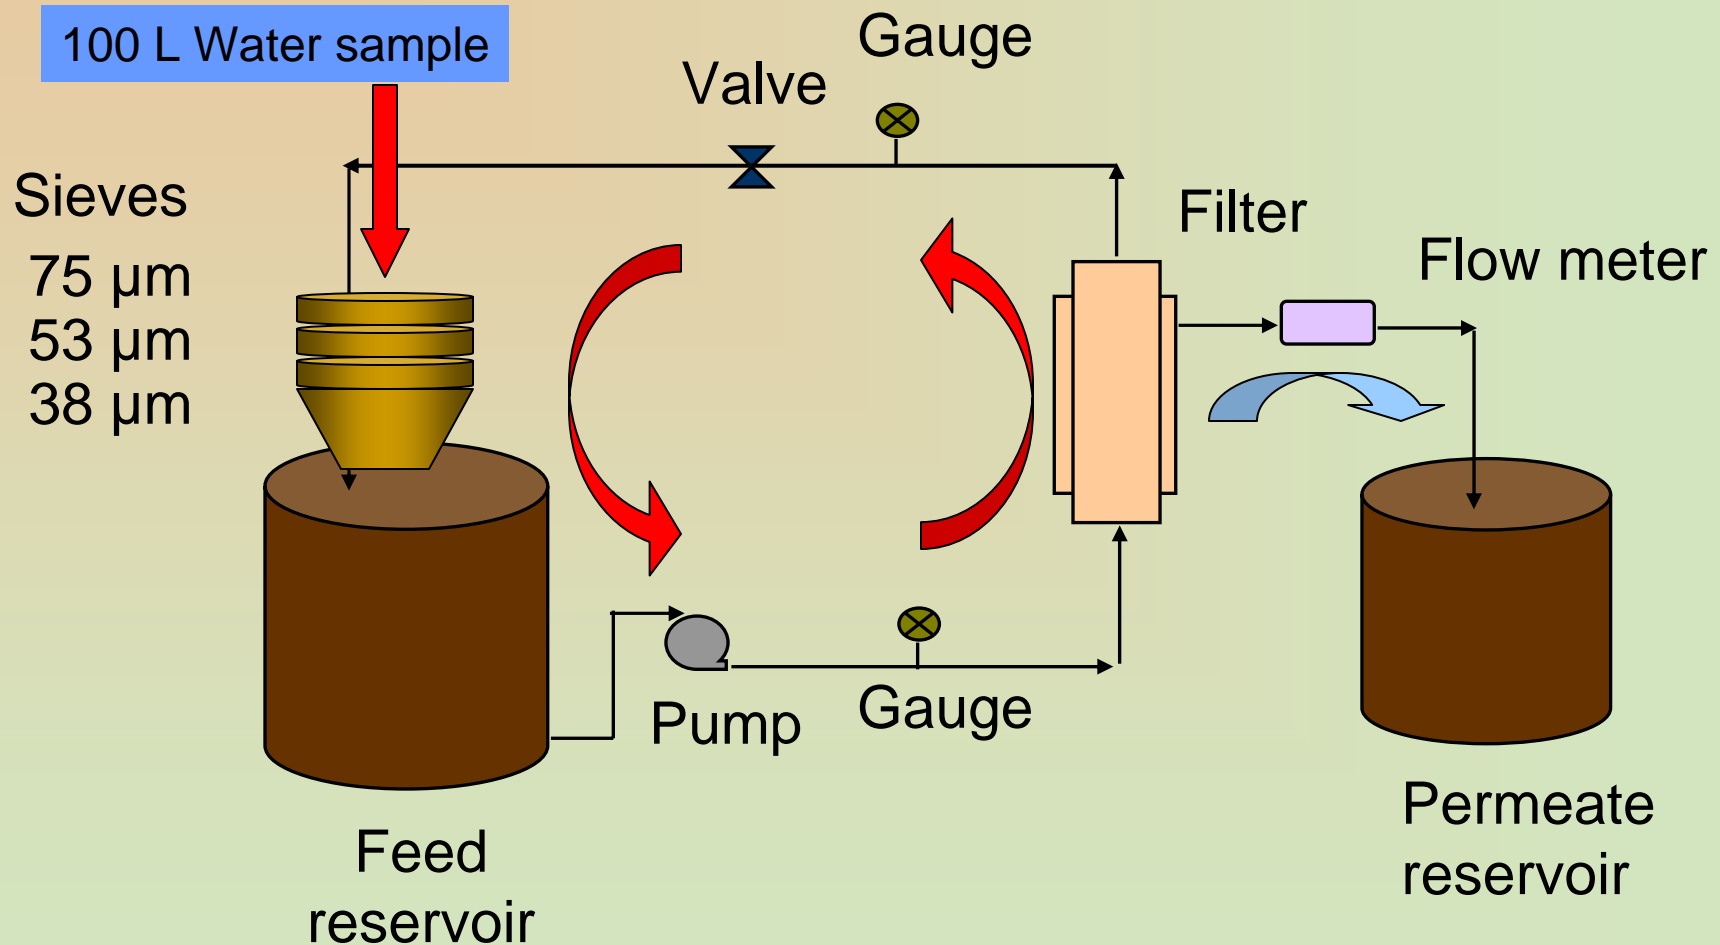 100 L Water sample
Gauge
Valve
Sieves
75 µm
53 µm
38 µm
Filter
Flow meter
Pump
Gauge
Feed
reservoir
Permeate
reservoir